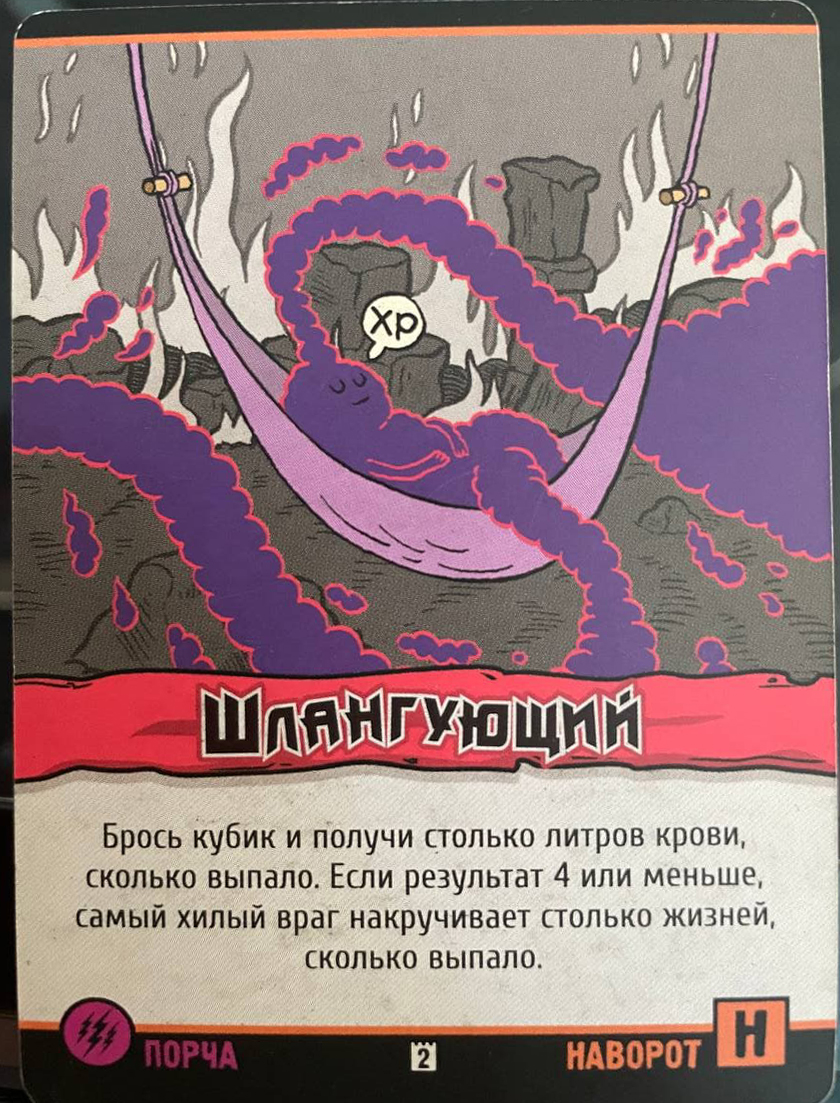 Хр
Шлангующий
Брось кубик и получи столько литров крови,
сколько выпало. Если результат 4 или меньше,
самый хилый враг накручивает столько жизней,
сколько выпало.
ПОРЧА
2
НАВОРОТ Н